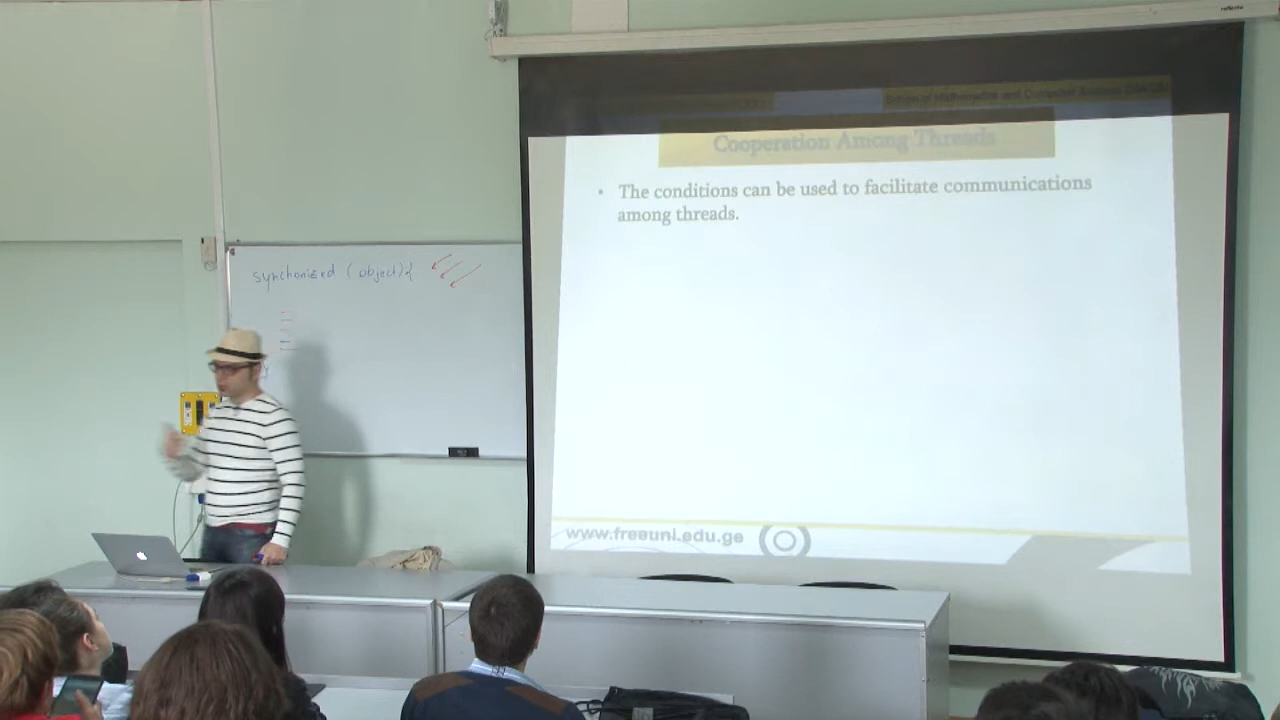 Cooperation Among Threads
• The conditions can be used to facilitate communications
among threads.
synchonized (object){
www.freeuni.edu.ge